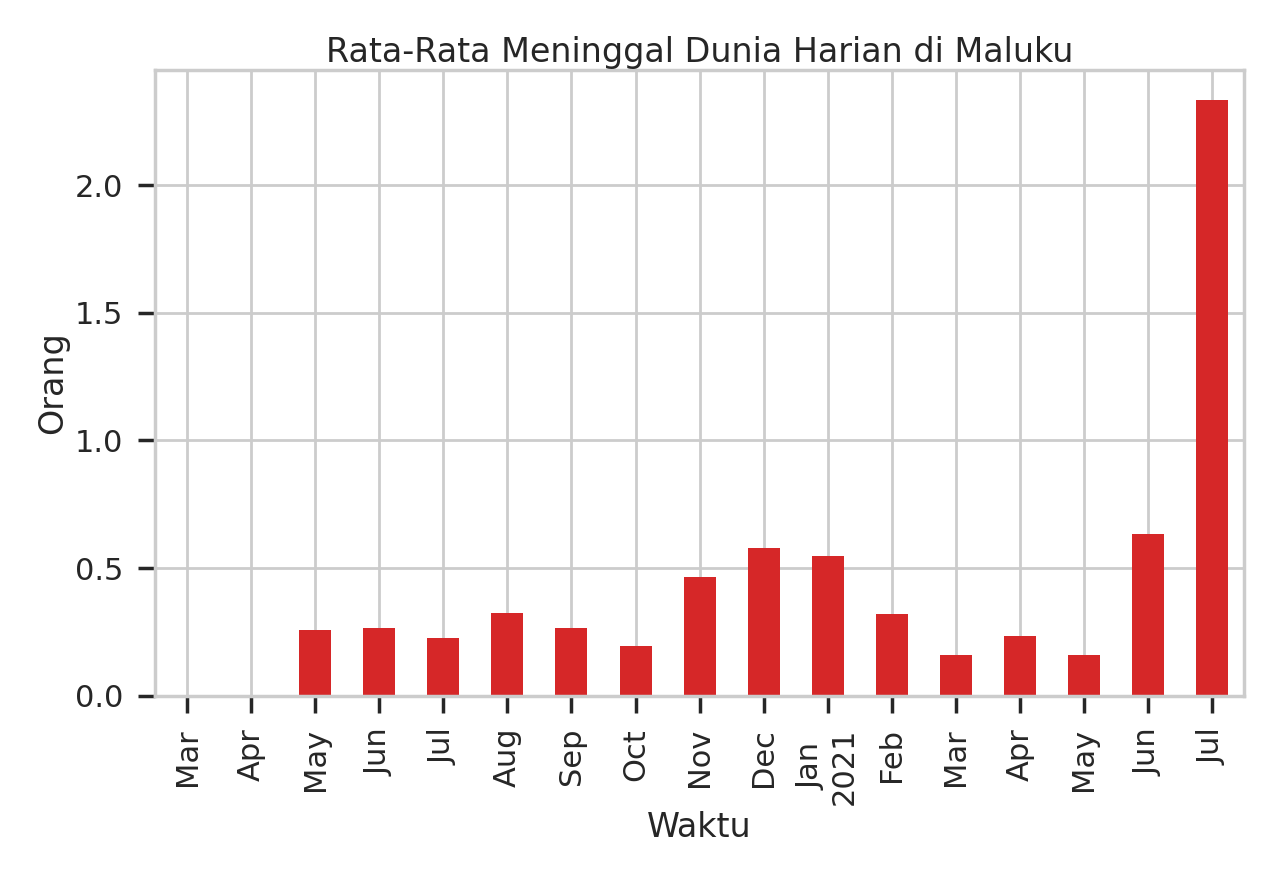 Rata-Rata Meninggal Dunia Harian di Maluku
Orang
2.0
1.5
1.0
0.5
0.0
Mar
Apr
May
Jun
Jul
Aug
Sep
Oct
Nov
Dec
Jan
2021
Feb
Mar
Apr
May
Jun
Jul
Waktu